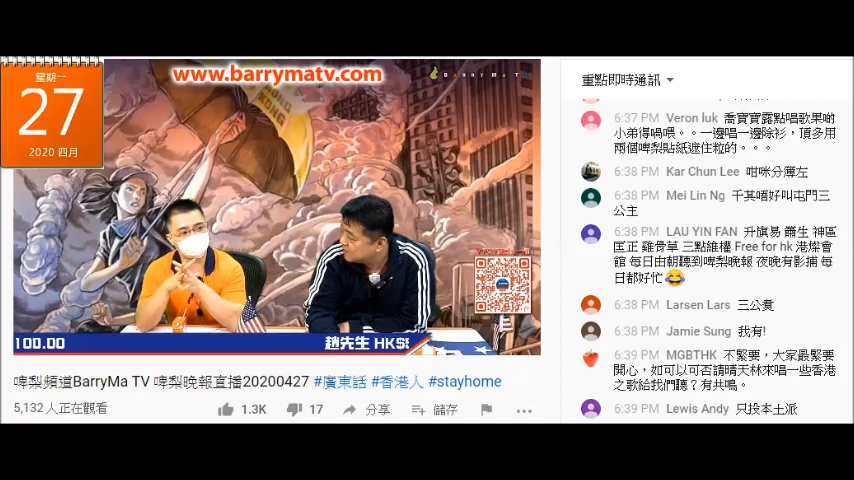 星期一
27
2020 四月
www.barrymatv.com
Barry Ma TV
HONG KONG
100.00
趙先生 HK$
啤梨頻道BarryMa TV 啤梨晚報直播20200427 #廣東話 #香港人 #stayhome
5,132 人正在觀看
1.3K
17
分享
儲存
重點即時通訊
6:37 PM Veron luk 喬寶寶露點唱歌果啲
小弟得喎喂。。一邊唱一邊除衫，頂多用
兩個啤梨貼紙遮住粒的。。。
6:38 PM Kar Chun Lee 咁咪分薄左
6:38 PM Mei Lin Ng 千其唔好叫屯門三
公主
6:38 PM LAU YIN FAN 升旗易 蕭生 神區
匡正 雞骨草 三點維權 Free for hk 港燦會
館 每日由朝聽到啤梨晚報 夜晚有影捕 每
日都好忙😂
6:38 PM Larsen Lars 三公資
6:38 PM Jamie Sung 我有!
6:39 PM MGBTHK 不緊要，大家最緊要
開心，如可以可否請晴天林來唱一些香港
之歌給我們聽？有共鳴。
6:39 PM Lewis Andy 只投本土派